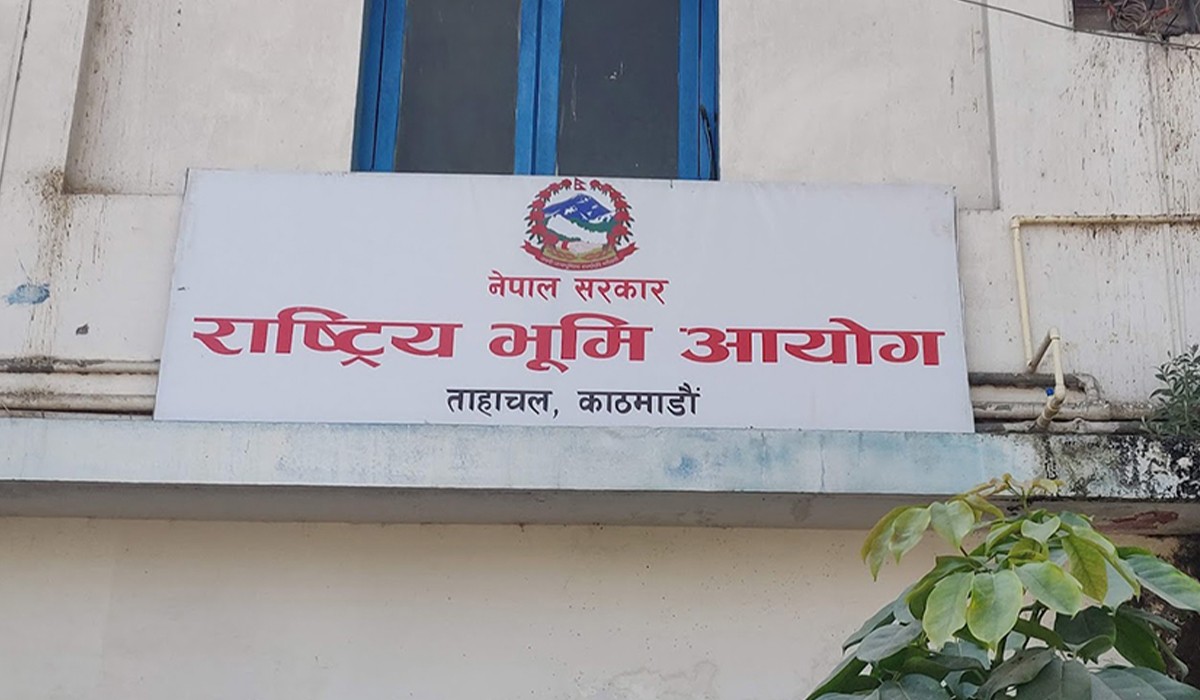 नेपाल सरकार
राष्ट्रिय भूमि आयोग
ताहाचल, काठमाडौं